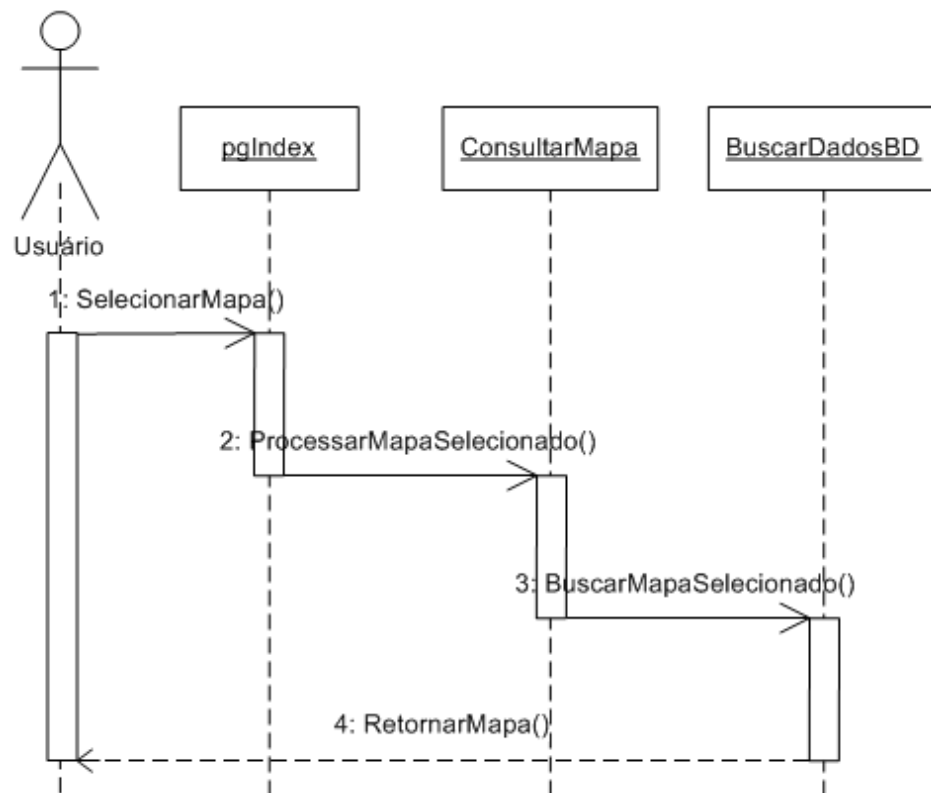 pgIndex
ConsultarMapa
BuscarDadosBD
Usuário
1: SelecionarMapa()
2: ProcessarMapaSelecionado()
3: BuscarMapaSelecionado()
4: RetornarMapa()